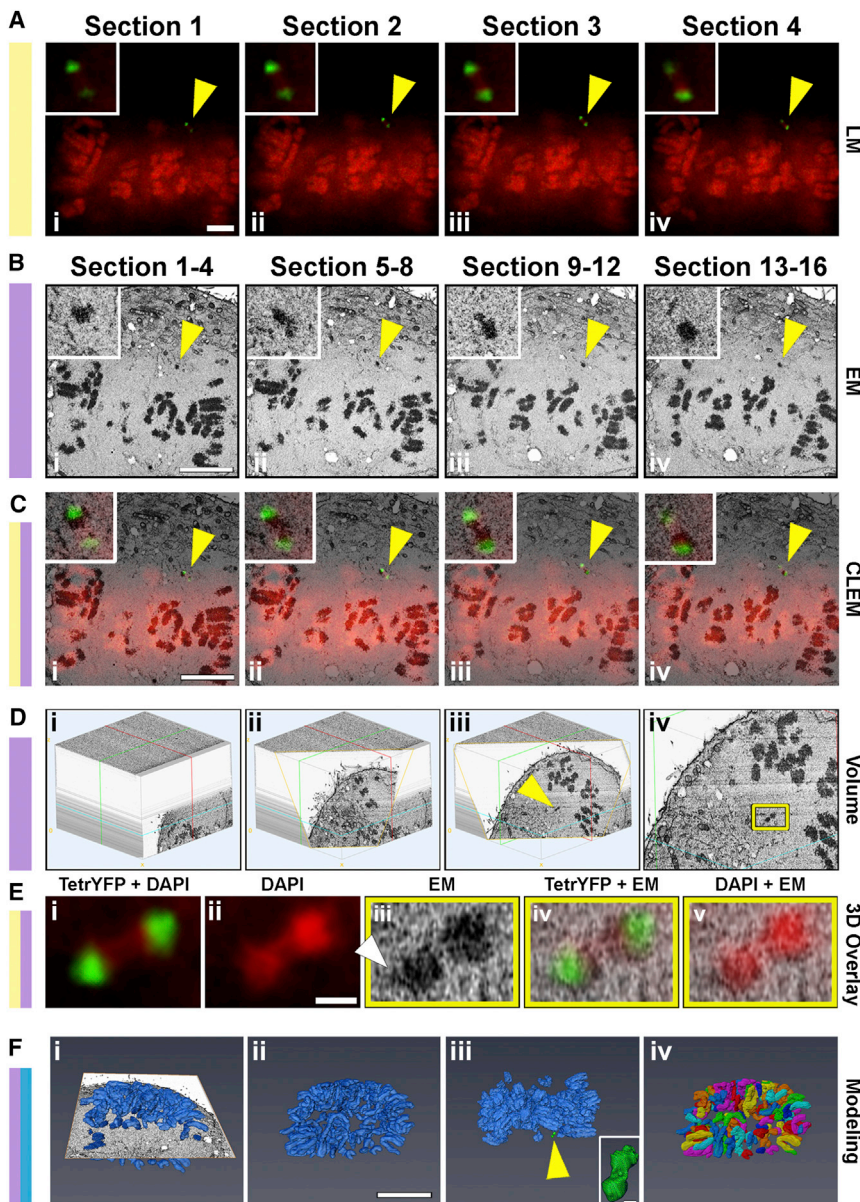 A
Section 1 Section 2 Section 3 Section 4
i ii iii iv
LM
B
Section 1-4 Section 5-8 Section 9-12 Section 13-16
i ii iii iv
EM
C
i ii iii iv
CLEM
D
i ii iii iv
Volume
TetrYFP + DAPI DAPI EM TetrYFP + EM DAPI + EM
E
i ii iii iv v
3D Overlay
F
i ii iii iv
Modeling